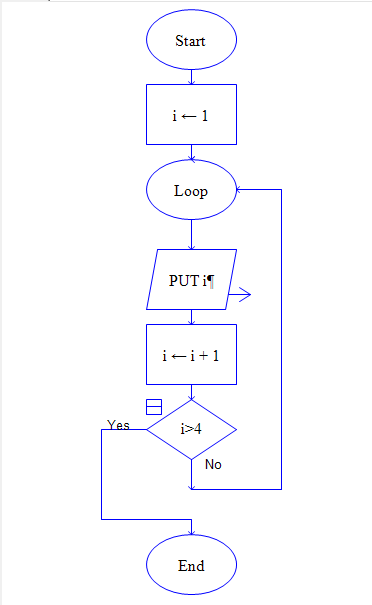 Start
i ← 1
Loop
PUT i¶
i ← i + 1
Yes
i>4
No
End